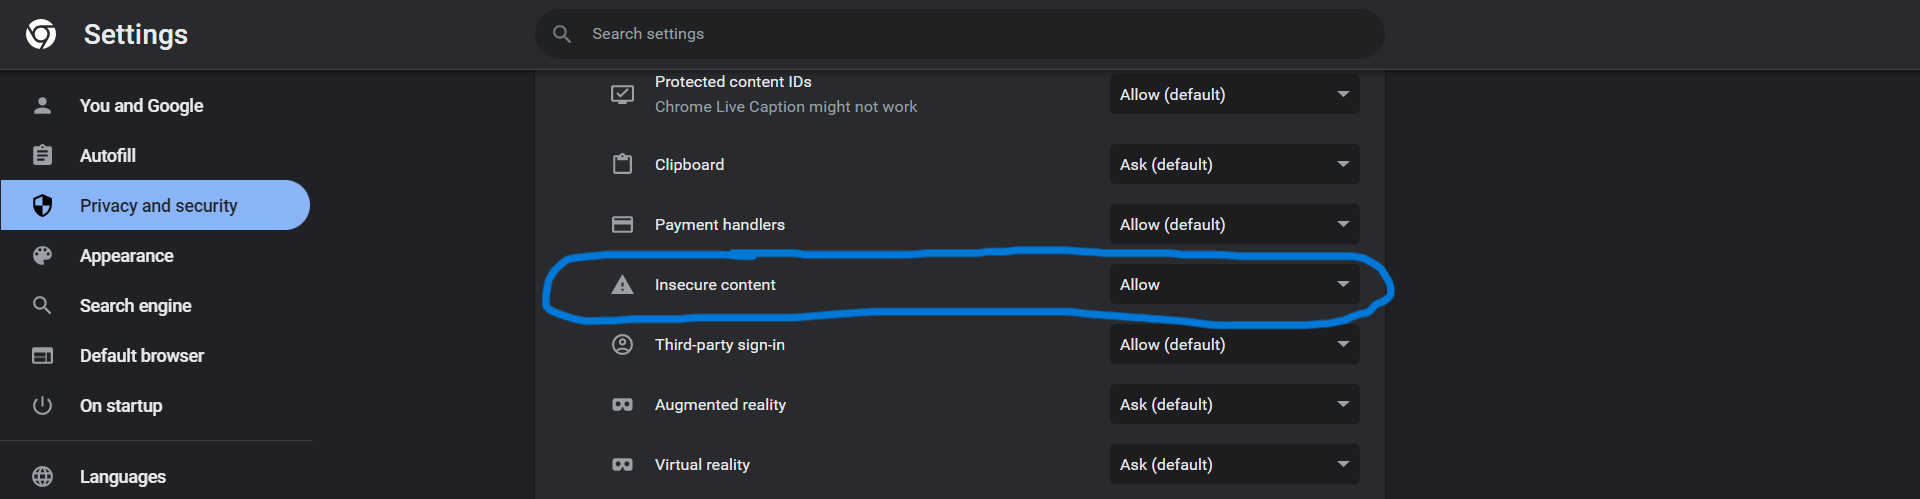 Settings
Search settings
You and Google
Autofill
Privacy and security
Appearance
Search engine
Default browser
On startup
Languages
Protected content IDs
Chrome Live Caption might not work
Allow (default)
Clipboard
Ask (default)
Payment handlers
Allow (default)
Insecure content
Allow
Third-party sign-in
Allow (default)
Augmented reality
Ask (default)
Virtual reality
Ask (default)